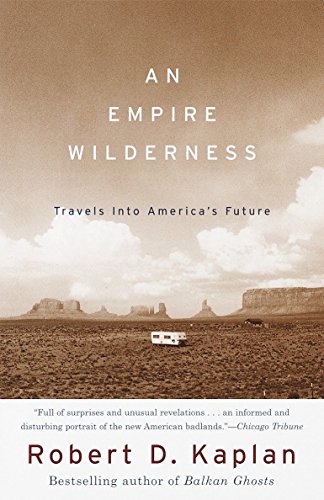 AN
EMPIRE
WILDERNESS
Travels Into America's Future
"Full of surprises and unusual revelations . . . an informed and
disturbing portrait of the new American badlands."—Chicago Tribune
Robert D. Kaplan
Bestselling author of Balkan Ghosts